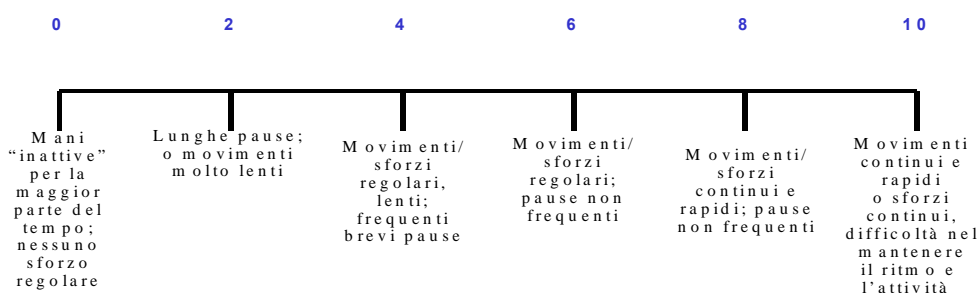 0 2 4 6 8 10
Mani
“inattive”
per la
maggior
parte del
tempo;
nessuno
sforzo
regolare
Lunghe pause;
o movimenti
molto lenti
Movimenti/
sforzi
regolari,
lenti;
frequenti
brevi pause
Movimenti/
sforzi
regolari;
pause non
frequenti
Movimenti/
sforzi
continui e
rapidi; pause
non frequenti
Movimenti
continui e
rapidi
o sforzi
continui,
difficoltà nel
mantenere
il ritmo e
l’attività